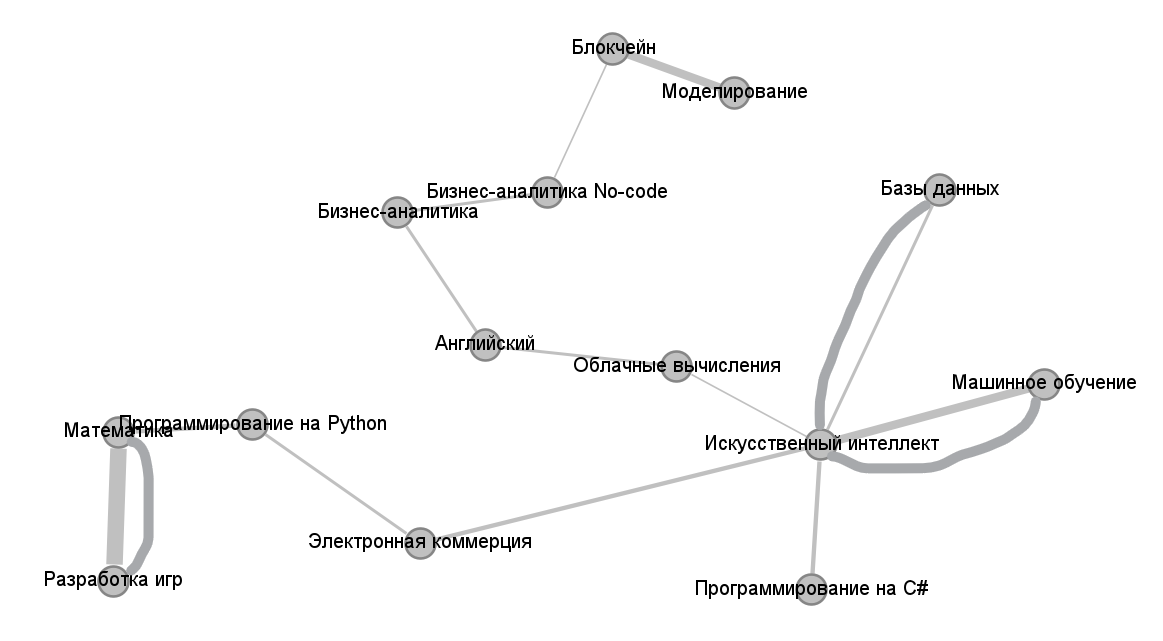 Блокчейн
Моделирование
Базы данных
Бизнес-аналитика No-code
Бизнес-аналитика
Английский
Облачные вычисления
Машинное обучение
Программирование на Python
Математика
Искусственный интеллект
Электронная коммерция
Разработка игр
Программирование на C#